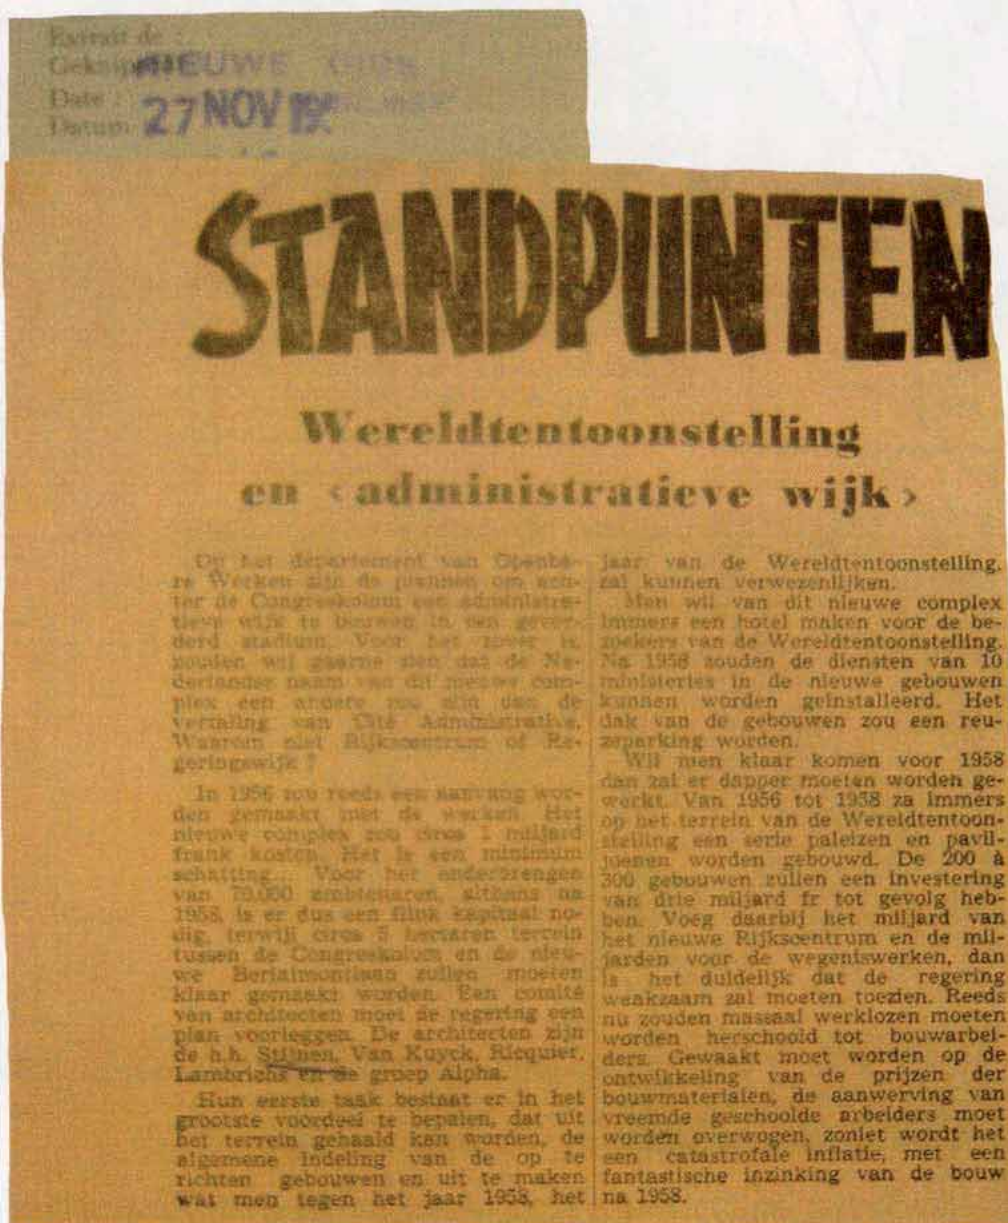 Extrait de :
Geknipt
NIEUWE GIDS
Date :
Datum
27 NOV 19
STANDPUNTEN
Wereldtentoonstelling
en ‹ administratieve wijk ›
Op het departement van Openba-
re Werken zijn de plannen om ach-
ter de Congreskolom een administra-
tieve wijk te bouwen in een gevor-
derd stadium. Voor het zover is,
zouden wij gaarne zien dat de Ne-
derlandse naam van dit nieuwe com-
plex een andere zou zijn dan de
vertaling van Cité Administrative.
Waarom niet Rijkscentrum of Re-
geringswijk ?
In 1956 zou reeds een aanvang wor-
den gemaakt met de werken. Het
nieuwe complex zou circa 1 miljard
frank kosten. Het is een minimum
schatting... Voor het onderbrengen
van 70.000 ambtenaren, althans na
1958, is er dus een flink kapitaal no-
dig, terwijl circa 5 hectaren terrein
tussen de Congreskolom en de nieu-
we Berlaimontlaan zullen moeten
klaar gemaakt worden. Een comité
van architecten moet de regering een
plan voorleggen. De architecten zijn
de h.h. Stijnen, Van Kuyck, Ricquier,
Lambrichs en de groep Alpha.
Hun eerste taak bestaat er in het
grootste voordeel te bepalen, dat uit
het terrein gehaald kan worden, de
algemene indeling van de op te
richten gebouwen en uit te maken
wat men tegen het jaar 1958, het
jaar van de Wereldtentoonstelling,
zal kunnen verwezenlijken.
Men wil van dit nieuwe complex
immers een hotel maken voor de be-
zoekers van de Wereldtentoonstelling.
Na 1958 zouden de diensten van 10
ministeries in de nieuwe gebouwen
kunnen worden geïnstalleerd. Het
dak van de gebouwen zou een reu-
zeparking worden.
Wil men klaar komen voor 1958
dan zal er dapper moeten worden ge-
werkt. Van 1956 tot 1958 za immers
op het terrein van de Wereldtentoon-
stelling een serie paleizen en pavil-
joenen worden gebouwd. De 200 à
300 gebouwen zullen een investering
van drie miljard fr tot gevolg heb-
ben. Voeg daarbij het miljard van
het nieuwe Rijkscentrum en de mil-
jarden voor de wegeniswerken, dan
is het duidelijk dat de regering
waakzaam zal moeten toezien. Reeds
nu zouden massaal werklozen moeten
worden herschoold tot bouwarbei-
ders. Gewaakt moet worden op de
ontwikkeling van de prijzen der
bouwmaterialen, de aanwerving van
vreemde geschoolde arbeiders moet
worden overwogen, zoniet wordt het
een catastrofale inflatie, met een
fantastische inzinking van de bouw
na 1958.